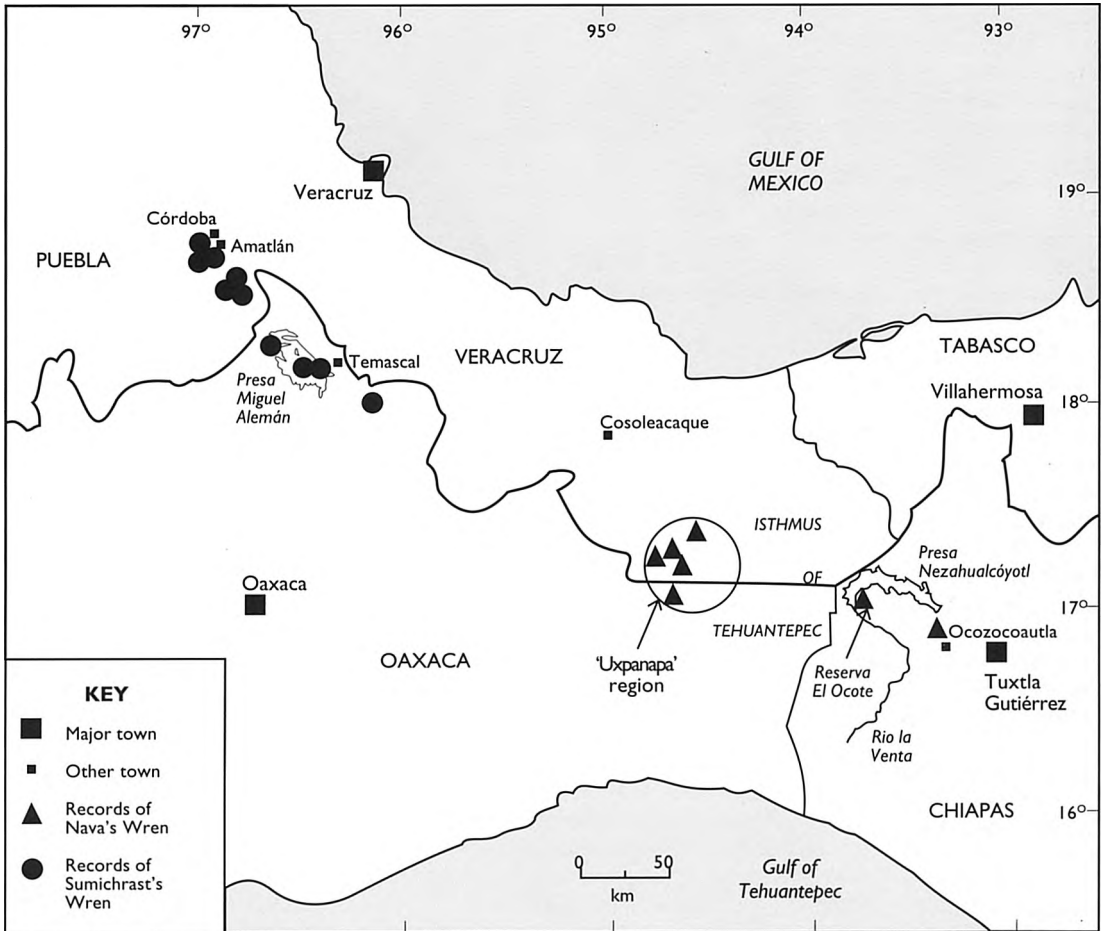 97°
96°
95°
94°
93°
GULF OF
MEXICO
19°
Veracruz
Córdoba
Amatlán
PUEBLA
VERACRUZ
TABASCO
Temascal
Presa
Miguel
Alemán
Villahermosa
18°
Cosoleacaque
ISTHMUS
OF
TEHUANTEPEC
Presa
Nezahualcóyotl
Oaxaca
17°
Ocozocoautla
OAXACA
'Uxpanapa'
region
Reserva
El Ocote
Tuxtla
Gutiérrez
Rio la
Venta
16°
CHIAPAS
KEY
Major town
Other town
Records of
Nava's Wren
Records of
Sumichrast's
Wren
0 50
km
Gulf of
Tehuantepec